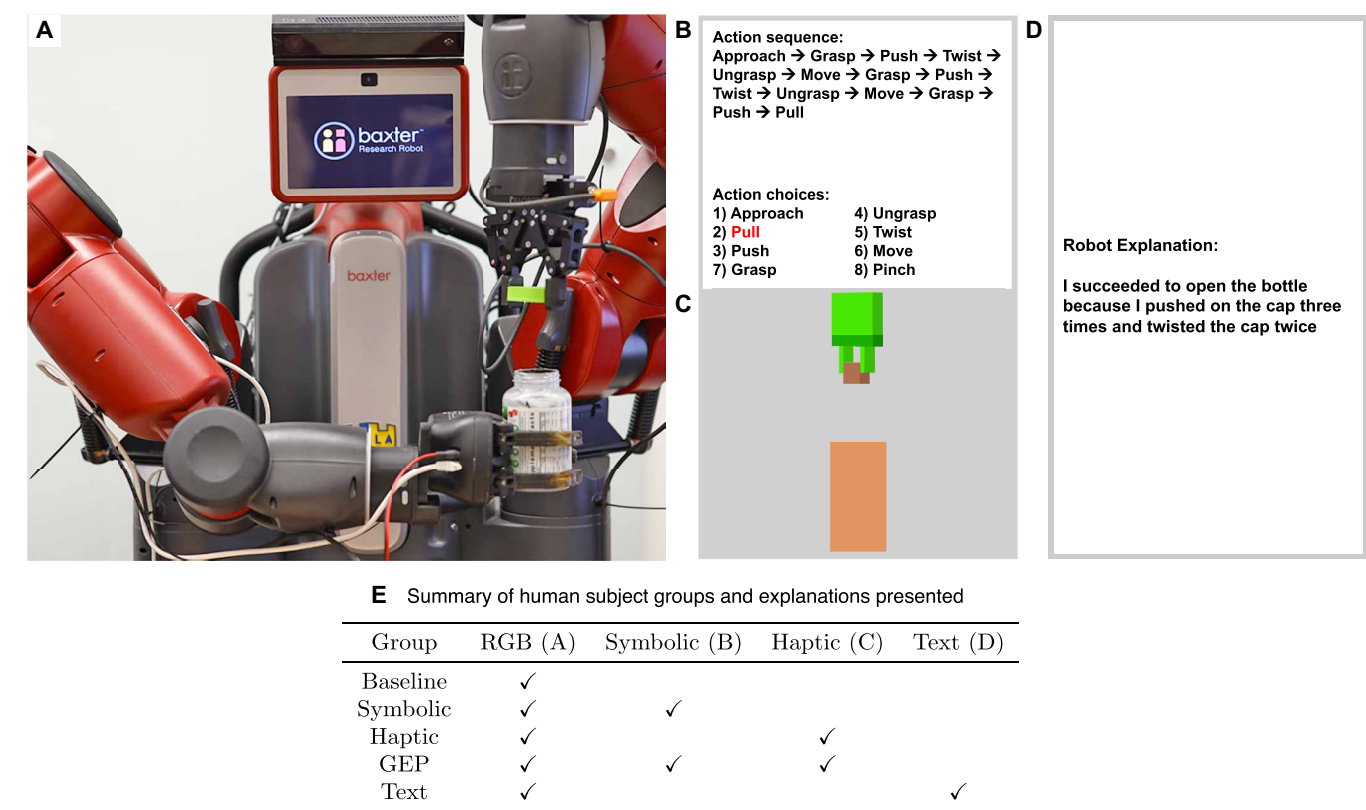 A
baxter
Research Robot
baxter
LA
B
Action sequence:
Approach → Grasp → Push → Twist →
Ungrasp → Move → Grasp → Push →
Twist → Ungrasp → Move → Grasp →
Push → Pull
Action choices:
1) Approach 4) Ungrasp
2) Pull 5) Twist
3) Push 6) Move
7) Grasp 8) Pinch
C
D
Robot Explanation:
I succeeded to open the bottle
because I pushed on the cap three
times and twisted the cap twice
E Summary of human subject groups and explanations presented
Group RGB (A) Symbolic (B) Haptic (C) Text (D)
Baseline ✓
Symbolic ✓ ✓
Haptic ✓ ✓
GEP ✓ ✓ ✓
Text ✓ ✓